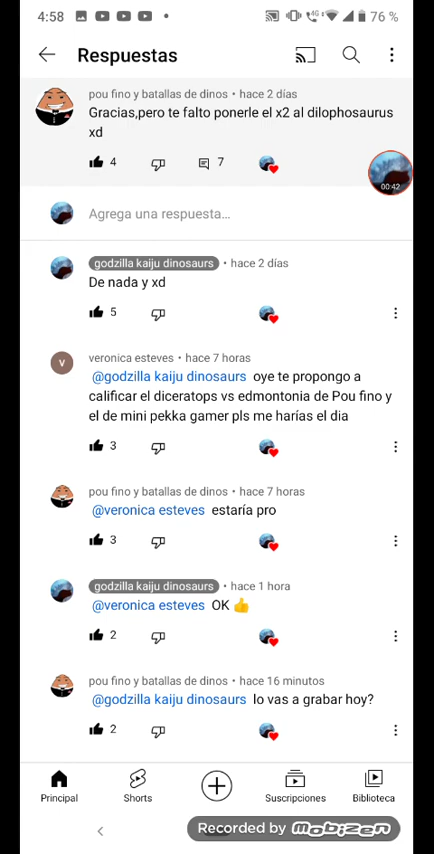 4:58
4G
76 %
Respuestas
pou fino y batallas de dinos • hace 2 días
Gracias,pero te falto ponerle el x2 al dilophosaurus
xd
4
7
00:42
Agrega una respuesta...
godzilla kaiju dinosaurs • hace 2 días
De nada y xd
5
V
veronica esteves • hace 7 horas
@godzilla kaiju dinosaurs oye te propongo a
calificar el diceratops vs edmontonia de Pou fino y
el de mini pekka gamer pls me harías el dia
3
pou fino y batallas de dinos • hace 7 horas
@veronica esteves estaría pro
3
godzilla kaiju dinosaurs • hace 1 hora
@veronica esteves OK 👍
2
pou fino y batallas de dinos • hace 16 minutos
@godzilla kaiju dinosaurs lo vas a grabar hoy?
2
Principal
Shorts
Suscripciones
Biblioteca
Recorded by mobizen